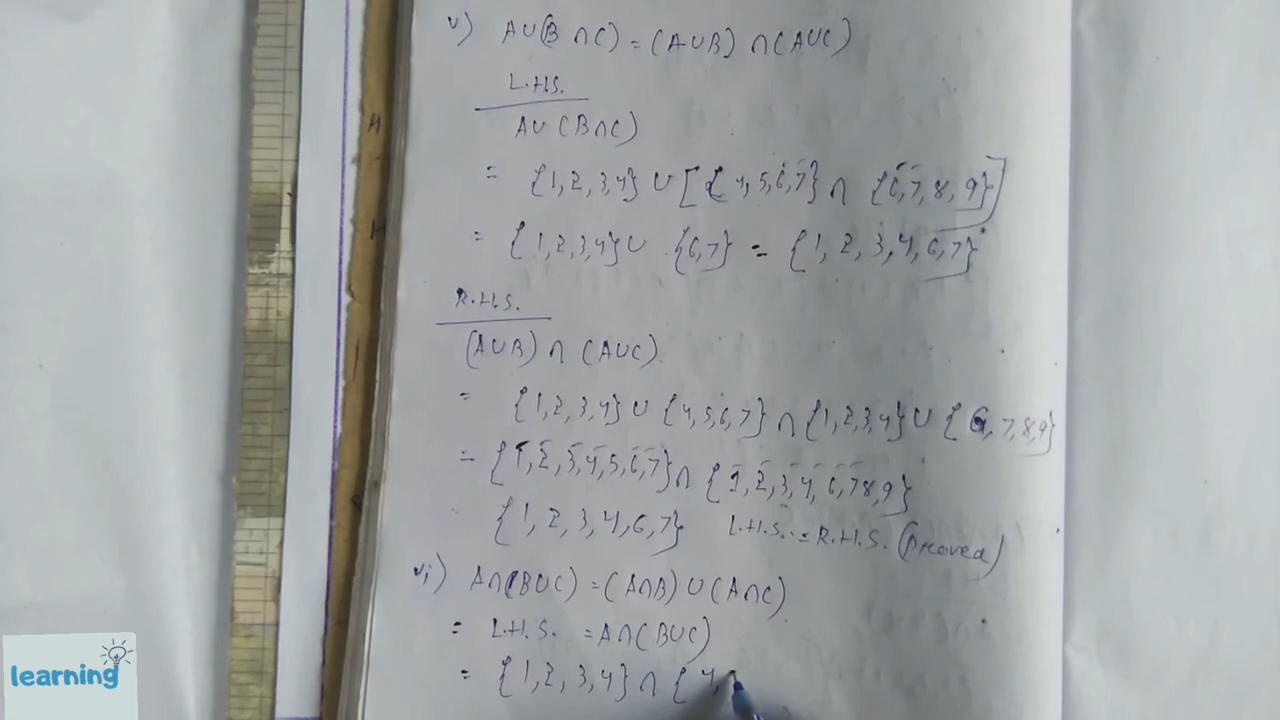 v) A∪(B∩C) = (A∪B) ∩ (A∪C)
L.H.S.
A∪(B∩C)
= {1,2,3,4} ∪ [{4,5,6,7} ∩ {6,7,8,9}]
= {1,2,3,4} ∪ {6,7} = {1,2,3,4,6,7}
R.H.S.
(A∪B) ∩ (A∪C)
= {1,2,3,4} ∪ {4,5,6,7} ∩ {1,2,3,4} ∪ {6,7,8,9}
= {1,2,3,4,5,6,7} ∩ {1,2,3,4,6,7 8,9}
{1,2,3,4,6,7} L.H.S. = R.H.S. (Proved)
vi) A∩(B∪C) = (A∩B) ∪ (A∩C)
= L.H.S. = A∩(B∪C)
= {1,2,3,4} ∩ {4,
learning